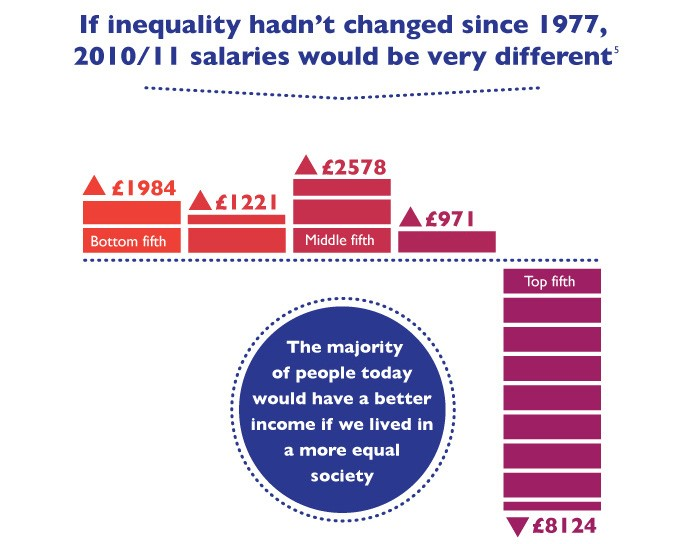 If inequality hadn't changed since 1977,
2010/11 salaries would be very different5
▲ £1984
▲ £1221
▲ £2578
▲ £971
Bottom fifth
Middle fifth
Top fifth
The majority
of people today
would have a better
income if we lived in
a more equal
society
▼ £8124